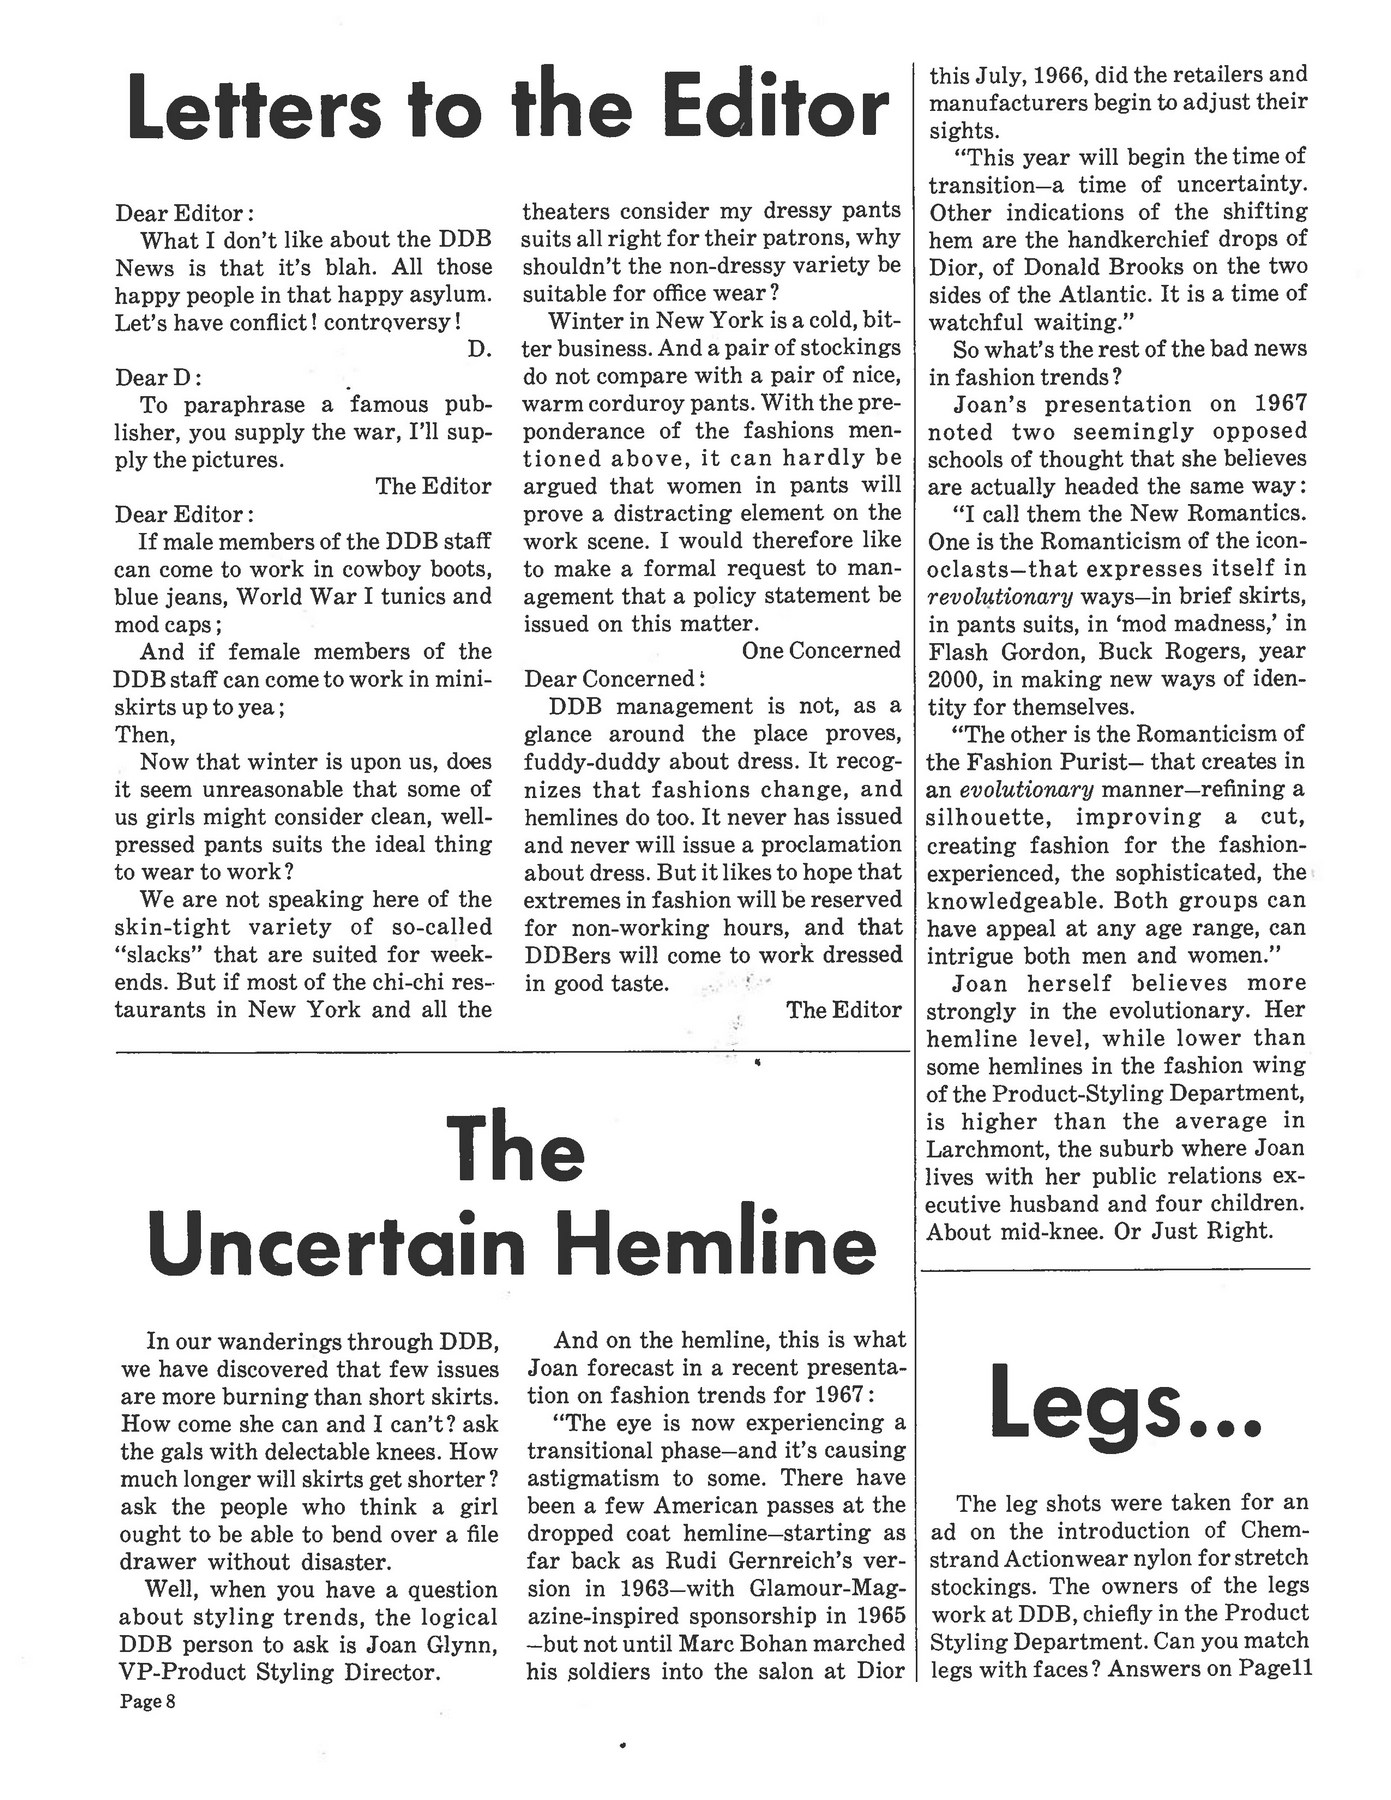 Letters to the Editor
Dear Editor:
What I don't like about the DDB
News is that it's blah. All those
happy people in that happy asylum.
Let's have conflict! controversy!
D.
Dear D:
To paraphrase a famous pub-
lisher, you supply the war, I'll sup-
ply the pictures.
The Editor
Dear Editor:
If male members of the DDB staff
can come to work in cowboy boots,
blue jeans, World War I tunics and
mod caps;
And if female members of the
DDB staff can come to work in mini-
skirts up to yea;
Then,
Now that winter is upon us, does
it seem unreasonable that some of
us girls might consider clean, well-
pressed pants suits the ideal thing
to wear to work?
We are not speaking here of the
skin-tight variety of so-called
"slacks" that are suited for week-
ends. But if most of the chi-chi res-
taurants in New York and all the
theaters consider my dressy pants
suits all right for their patrons, why
shouldn't the non-dressy variety be
suitable for office wear?
Winter in New York is a cold, bit-
ter business. And a pair of stockings
do not compare with a pair of nice,
warm corduroy pants. With the pre-
ponderance of the fashions men-
tioned above, it can hardly be
argued that women in pants will
prove a distracting element on the
work scene. I would therefore like
to make a formal request to man-
agement that a policy statement be
issued on this matter.
One Concerned
Dear Concerned:
DDB management is not, as a
glance around the place proves,
fuddy-duddy about dress. It recog-
nizes that fashions change, and
hemlines do too. It never has issued
and never will issue a proclamation
about dress. But it likes to hope that
extremes in fashion will be reserved
for non-working hours, and that
DDBers will come to work dressed
in good taste.
The Editor
The
Uncertain Hemline
In our wanderings through DDB,
we have discovered that few issues
are more burning than short skirts.
How come she can and I can't? ask
the gals with delectable knees. How
much longer will skirts get shorter?
ask the people who think a girl
ought to be able to bend over a file
drawer without disaster.
Well, when you have a question
about styling trends, the logical
DDB person to ask is Joan Glynn,
VP-Product Styling Director.
And on the hemline, this is what
Joan forecast in a recent presenta-
tion on fashion trends for 1967:
"The eye is now experiencing a
transitional phase—and it's causing
astigmatism to some. There have
been a few American passes at the
dropped coat hemline—starting as
far back as Rudi Gernreich's ver-
sion in 1963—with Glamour-Mag-
azine-inspired sponsorship in 1965
—but not until Marc Bohan marched
his soldiers into the salon at Dior
this July, 1966, did the retailers and
manufacturers begin to adjust their
sights.
"This year will begin the time of
transition—a time of uncertainty.
Other indications of the shifting
hem are the handkerchief drops of
Dior, of Donald Brooks on the two
sides of the Atlantic. It is a time of
watchful waiting."
So what's the rest of the bad news
in fashion trends?
Joan's presentation on 1967
noted two seemingly opposed
schools of thought that she believes
are actually headed the same way:
"I call them the New Romantics.
One is the Romanticism of the icon-
oclasts—that expresses itself in
revolutionary ways—in brief skirts,
in pants suits, in 'mod madness,' in
Flash Gordon, Buck Rogers, year
2000, in making new ways of iden-
tity for themselves.
"The other is the Romanticism of
the Fashion Purist— that creates in
an evolutionary manner—refining a
silhouette, improving a cut,
creating fashion for the fashion-
experienced, the sophisticated, the
knowledgeable. Both groups can
have appeal at any age range, can
intrigue both men and women."
Joan herself believes more
strongly in the evolutionary. Her
hemline level, while lower than
some hemlines in the fashion wing
of the Product-Styling Department,
is higher than the average in
Larchmont, the suburb where Joan
lives with her public relations ex-
ecutive husband and four children.
About mid-knee. Or Just Right.
Legs...
The leg shots were taken for an
ad on the introduction of Chem-
strand Actionwear nylon for stretch
stockings. The owners of the legs
work at DDB, chiefly in the Product
Styling Department. Can you match
legs with faces? Answers on Page11
Page 8